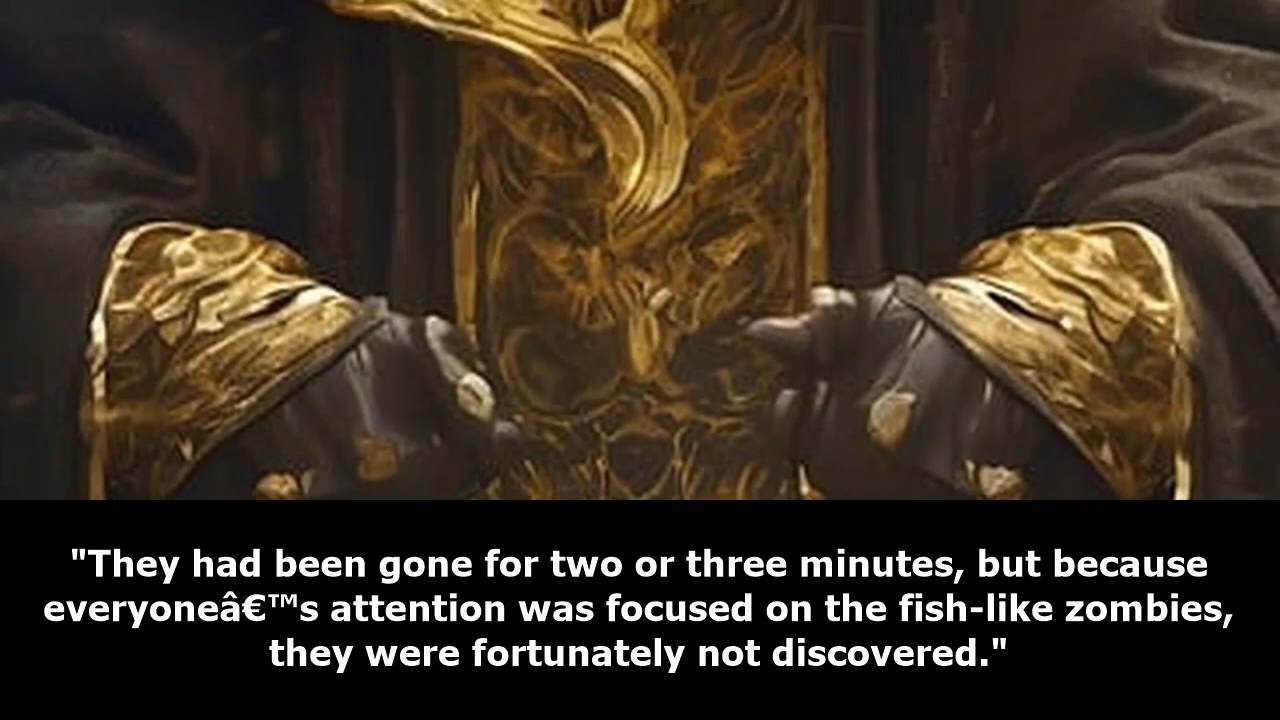 "They had been gone for two or three minutes, but because
everyoneâ€™s attention was focused on the fish-like zombies,
they were fortunately not discovered."